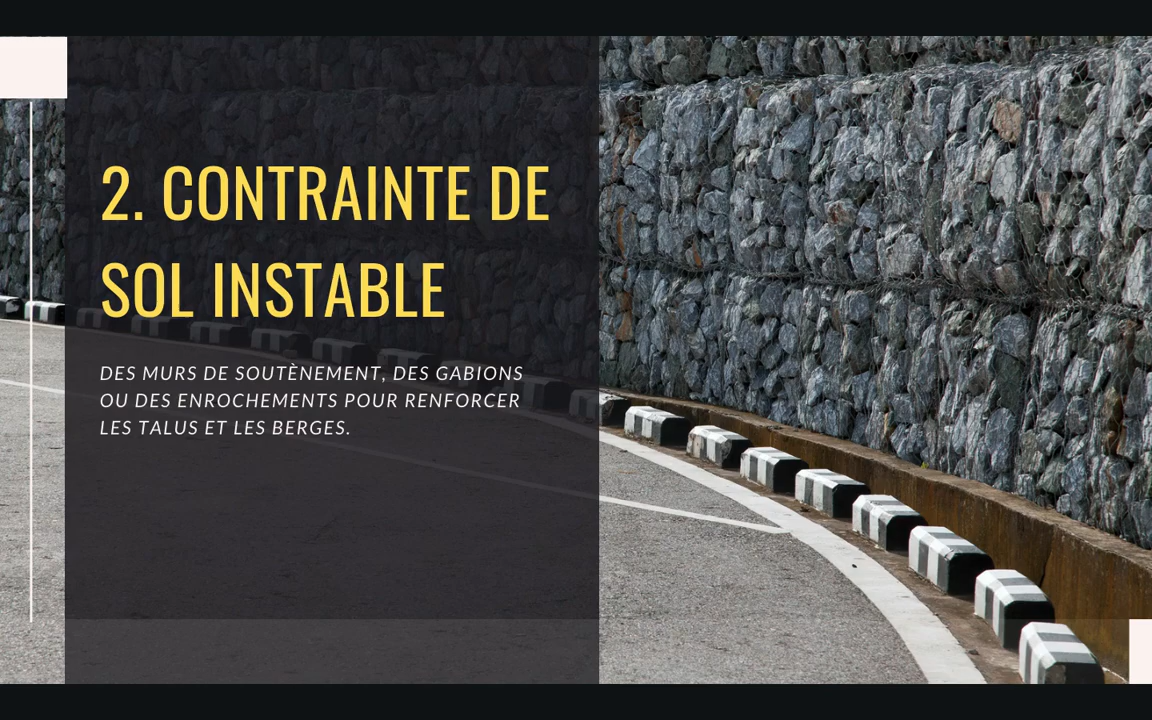 2. CONTRAINTE DE
SOL INSTABLE
DES MURS DE SOUTÈNEMENT, DES GABIONS
OU DES ENROCHEMENTS POUR RENFORCER
LES TALUS ET LES BERGES.